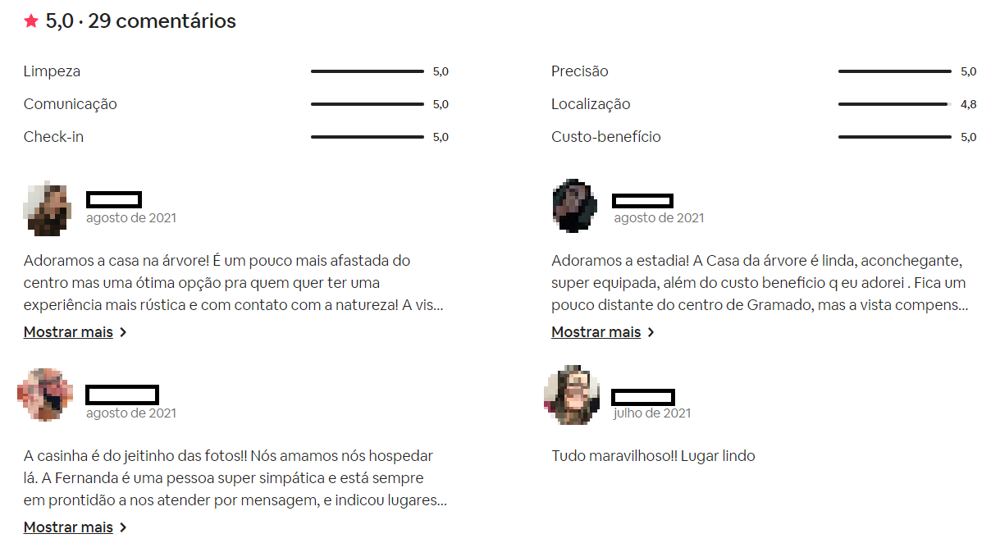 5,0 · 29 comentários
Limpeza 5,0
Comunicação 5,0
Check-in 5,0
Precisão 5,0
Localização 4,8
Custo-benefício 5,0
agosto de 2021
Adoramos a casa na árvore! É um pouco mais afastada do
centro mas uma ótima opção pra quem quer ter uma
experiência mais rústica e com contato com a natureza! A vis...
Mostrar mais
agosto de 2021
Adoramos a estadia! A Casa da árvore é linda, aconchegante,
super equipada, além do custo beneficio q eu adorei . Fica um
pouco distante do centro de Gramado, mas a vista compens...
Mostrar mais
agosto de 2021
A casinha é do jeitinho das fotos!! Nós amamos nós hospedar
lá. A Fernanda é uma pessoa super simpática e está sempre
em prontidão a nos atender por mensagem, e indicou lugares...
Mostrar mais
julho de 2021
Tudo maravilhoso!! Lugar lindo